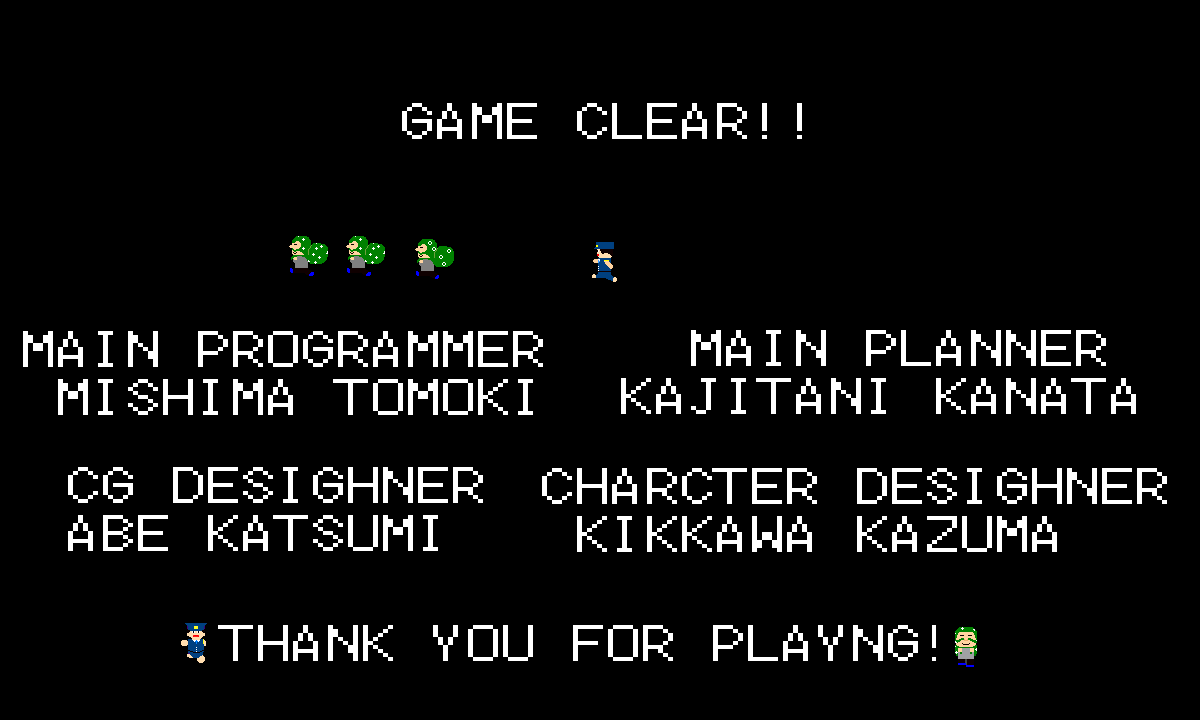 GAME CLEAR!!
MAIN PROGRAMMER
MISHIMA TOMOKI
MAIN PLANNER
KAJITANI KANATA
CG DESIGHNER
ABE KATSUMI
CHARCTER DESIGHNER
KIKKAWA KAZUMA
THANK YOU FOR PLAYNG!